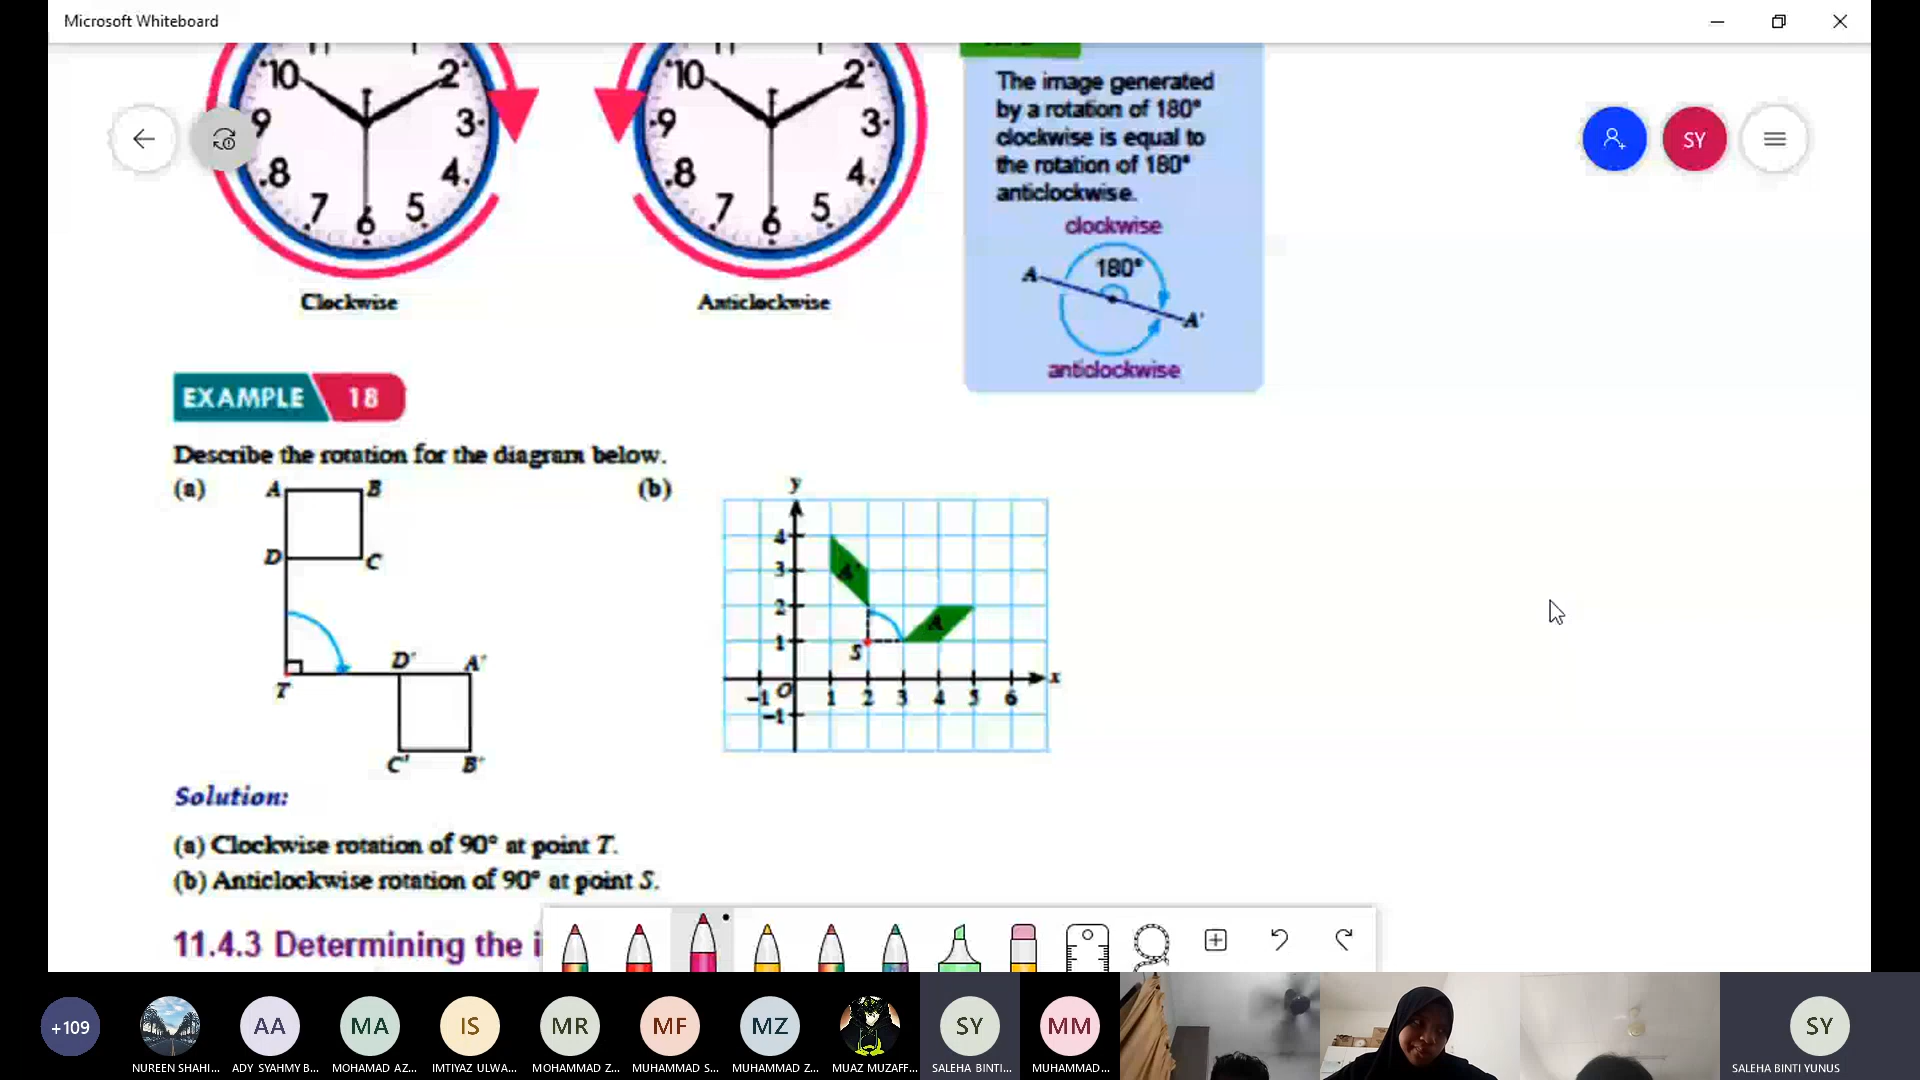 Microsoft Whiteboard
10 2
9 3
8 4
7 6 5
Clockwise
10 2
9 3
8 4
7 6 5
Anticlockwise
The image generated
by a rotation of 180°
clockwise is equal to
the rotation of 180°
anticlockwise.
clockwise
180°
A
A'
anticlockwise
SY
EXAMPLE 18
Describe the rotation for the diagram below.
(a)
A B
D C
D' A'
T
C' B'
(b)
y
4
3
2
1
A'
A
S
O
x
-1 1 2 3 4 5 6
-1
Solution:
(a) Clockwise rotation of 90° at point T.
(b) Anticlockwise rotation of 90° at point S.
11.4.3 Determining the i
+109
AA MA IS MR MF MZ SY MM SY
NUREEN SHAHI... ADY SYAHMY B... MOHAMAD AZ... IMTIYAZ ULWA... MOHAMMAD Z... MUHAMMAD S... MUHAMMAD Z... MUAZ MUZAFF... SALEHA BINTI... MUHAMMAD... SALEHA BINTI YUNUS